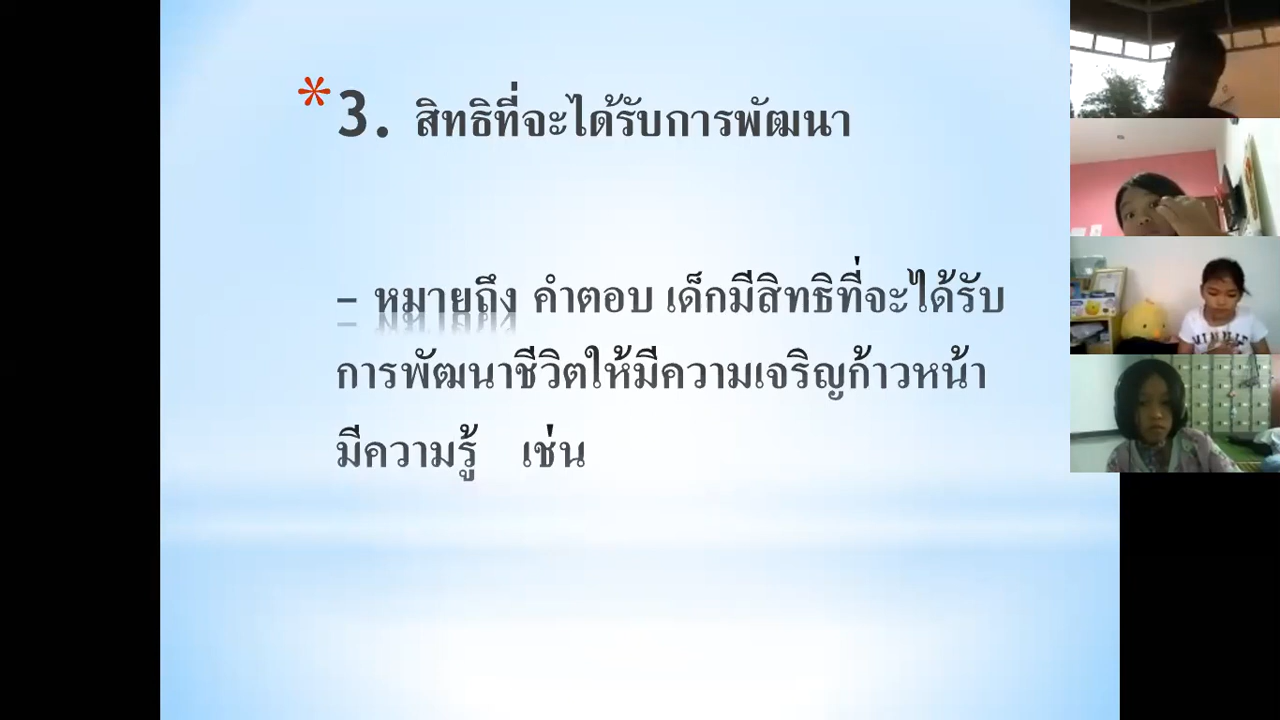 *3. สิทธิที่จะได้รับการพัฒนา
– หมายถึง คำตอบ เด็กมีสิทธิที่จะได้รับ
การพัฒนาชีวิตให้มีความเจริญก้าวหน้า
มีความรู้ เช่น